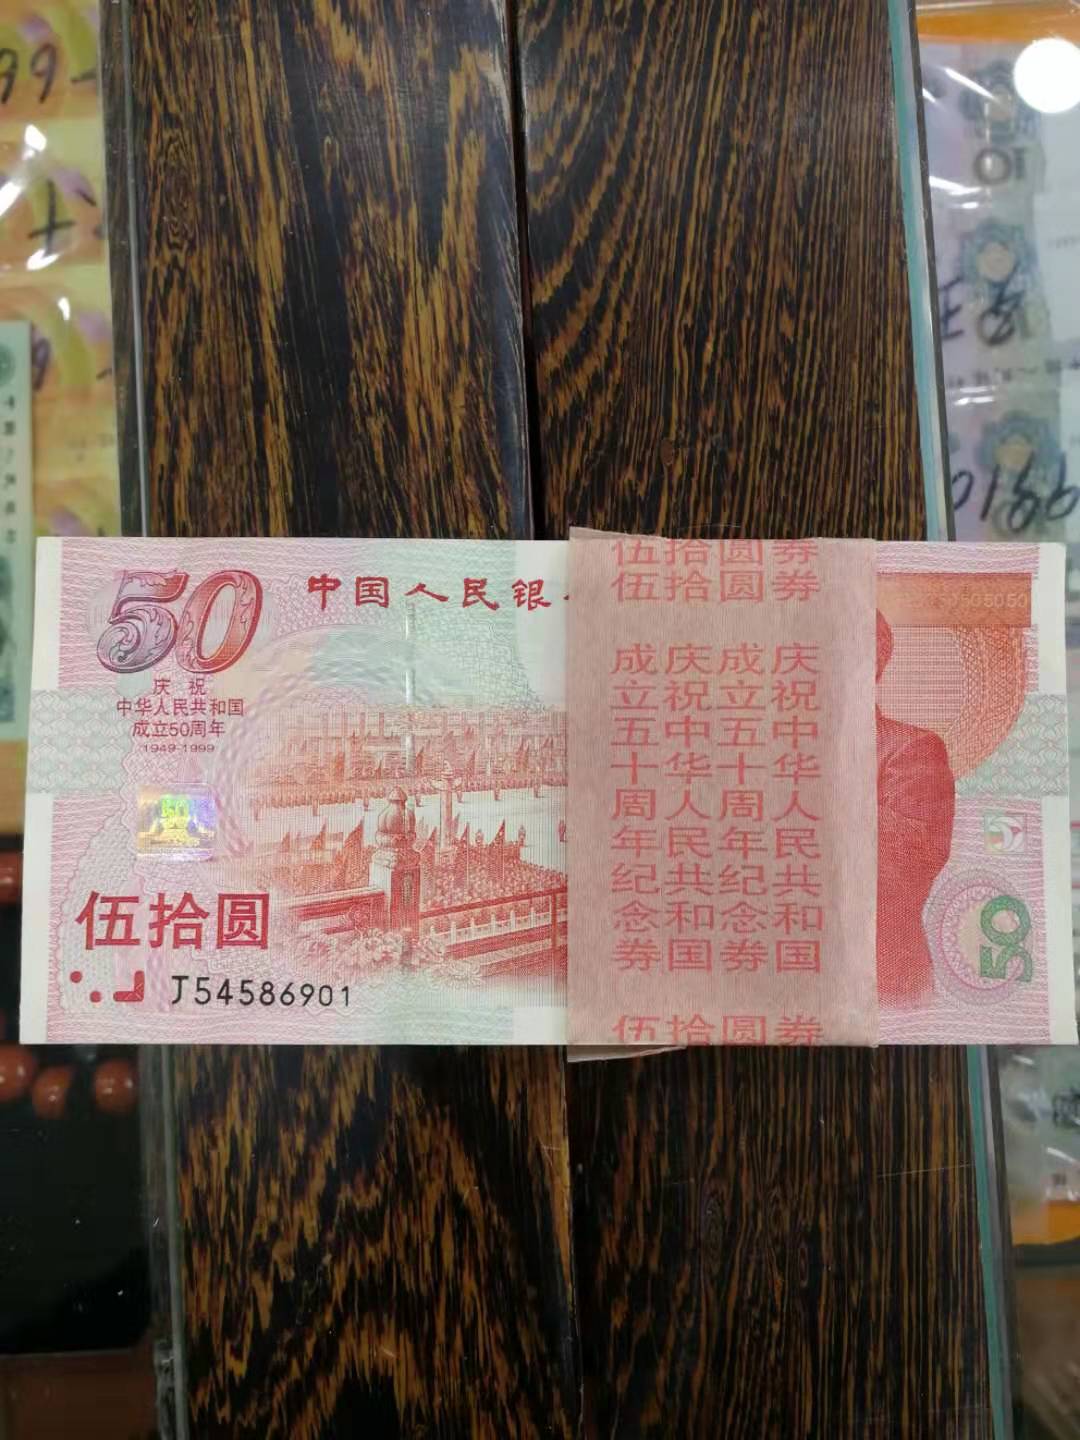 50
中国人民银
庆祝
中华人民共和国
成立50周年
1949-1999
伍拾圆
J54586901
伍拾圆券
伍拾圆券
庆祝中华人民共和国
成立五十周年纪念券
庆祝中华人民共和国
成立五十周年纪念券
伍拾圆券
50
10